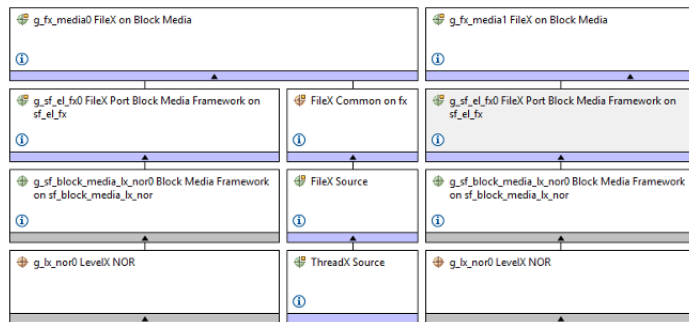 g_fx_media0 FileX on Block Media
g_fx_media1 FileX on Block Media
g_sf_el_fx0 FileX Port Block Media Framework on
sf_el_fx
FileX Common on fx
g_sf_el_fx0 FileX Port Block Media Framework on
sf_el_fx
g_sf_block_media_lx_nor0 Block Media Framework
on sf_block_media_lx_nor
FileX Source
g_sf_block_media_lx_nor0 Block Media Framework
on sf_block_media_lx_nor
g_lx_nor0 LevelX NOR
ThreadX Source
g_lx_nor0 LevelX NOR